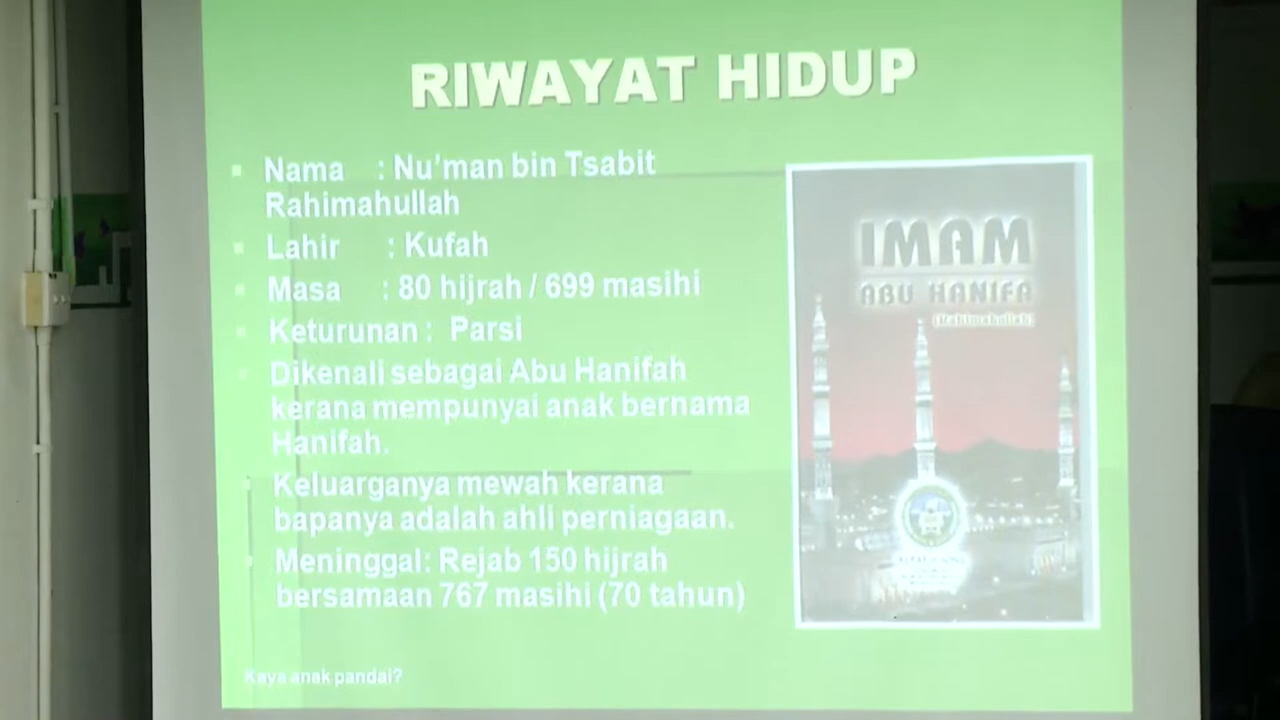 RIWAYAT HIDUP
Nama : Nu'man bin Tsabit
Rahimahullah
Lahir : Kufah
Masa : 80 hijrah / 699 masihi
Keturunan : Parsi
Dikenali sebagai Abu Hanifah
kerana mempunyai anak bernama
Hanifah.
Keluarganya mewah kerana
bapanya adalah ahli perniagaan.
Meninggal: Rejab 150 hijrah
bersamaan 767 masihi (70 tahun)
Kaya anak pandai?
IMAM
ABU HANIFA
(Rahimahullah)